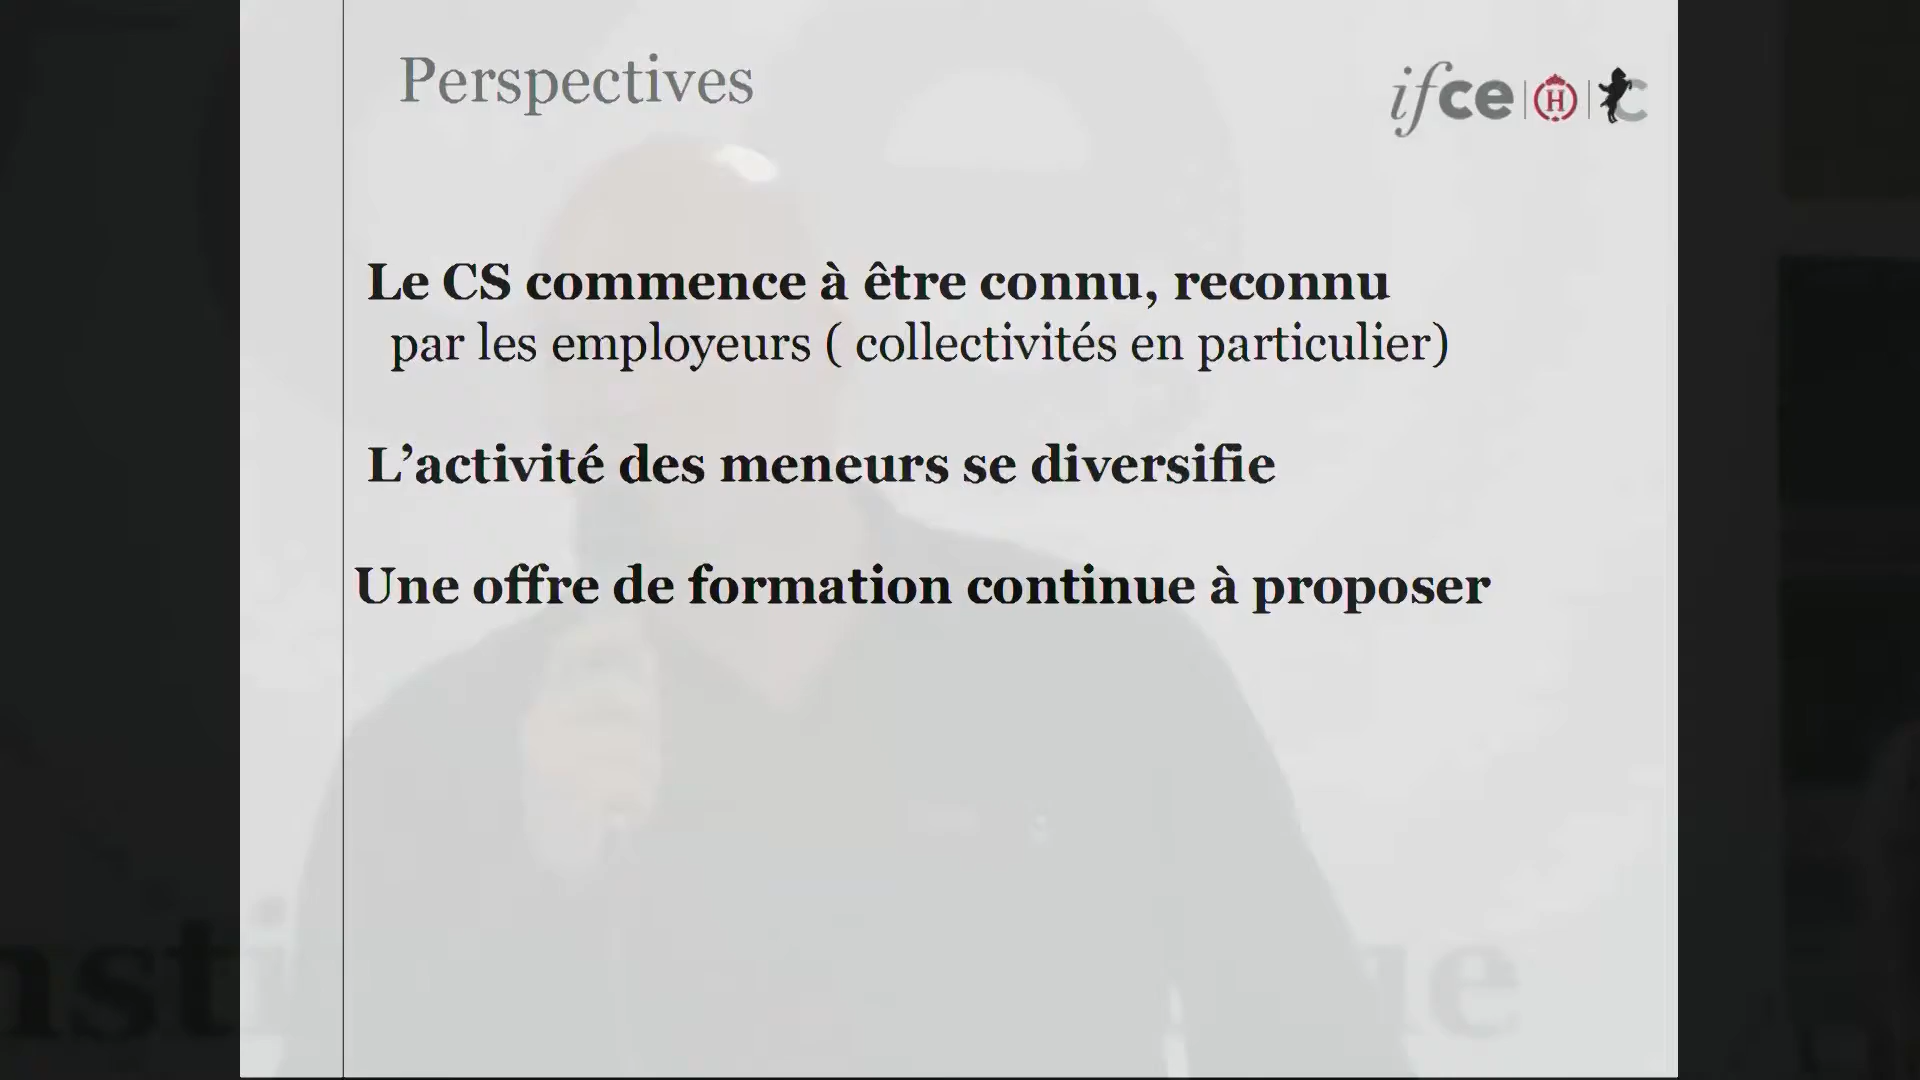 Perspectives
ifce | H | C
Le CS commence à être connu, reconnu
par les employeurs ( collectivités en particulier)
L’activité des meneurs se diversifie
Une offre de formation continue à proposer